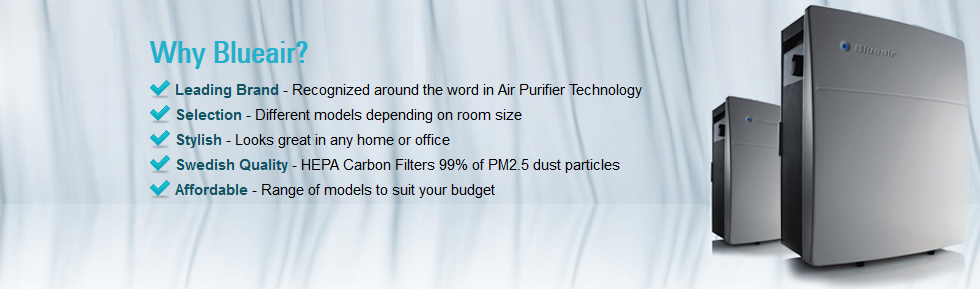 Why Blueair?
Leading Brand - Recognized around the word in Air Purifier Technology
Selection - Different models depending on room size
Stylish - Looks great in any home or office
Swedish Quality - HEPA Carbon Filters 99% of PM2.5 dust particles
Affordable - Range of models to suit your budget
Blueair